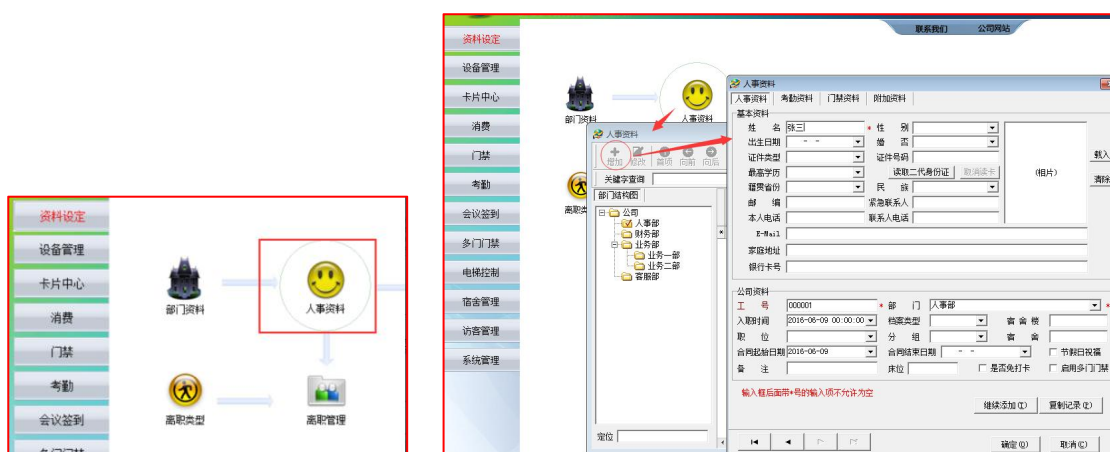 资料设定
设备管理
卡片中心
消费
门禁
考勤
会议签到
部门资料
人事资料
离职类型
离职管理
资料设定
设备管理
卡片中心
消费
门禁
考勤
会议签到
多门门禁
电梯控制
宿舍管理
访客管理
系统管理
联系我们 公司网站
部门资料
人事资料
人事资料
增加 修改 首项 向前 向后
关键字查询
部门结构图
公司
人事部
财务部
业务部
业务一部
业务二部
客服部
定位
人事资料
人事资料 考勤资料 门禁资料 附加资料
基本资料
姓 名 张三 * 性 别
出生日期 - - 婚 否
证件类型 证件号码 载入
最高学历 读取二代身份证 取消读卡 (相片) 清除
籍贯省份 民 族
邮 编 紧急联系人
本人电话 联系人电话
E-Mail
家庭地址
银行卡号
公司资料
工 号 000001 * 部 门 人事部 *
入职时间 2016-06-09 00:00:00 档案类型 宿舍楼
职 位 分 组 宿 舍
合同起始日期 2016-06-09 合同结束日期 - - 节假日祝福
备 注 床位 是否免打卡 启用多门门禁
输入框后面带*号的输入项不允许为空
继续添加(T) 复制记录(P)
确定(O) 取消(C)